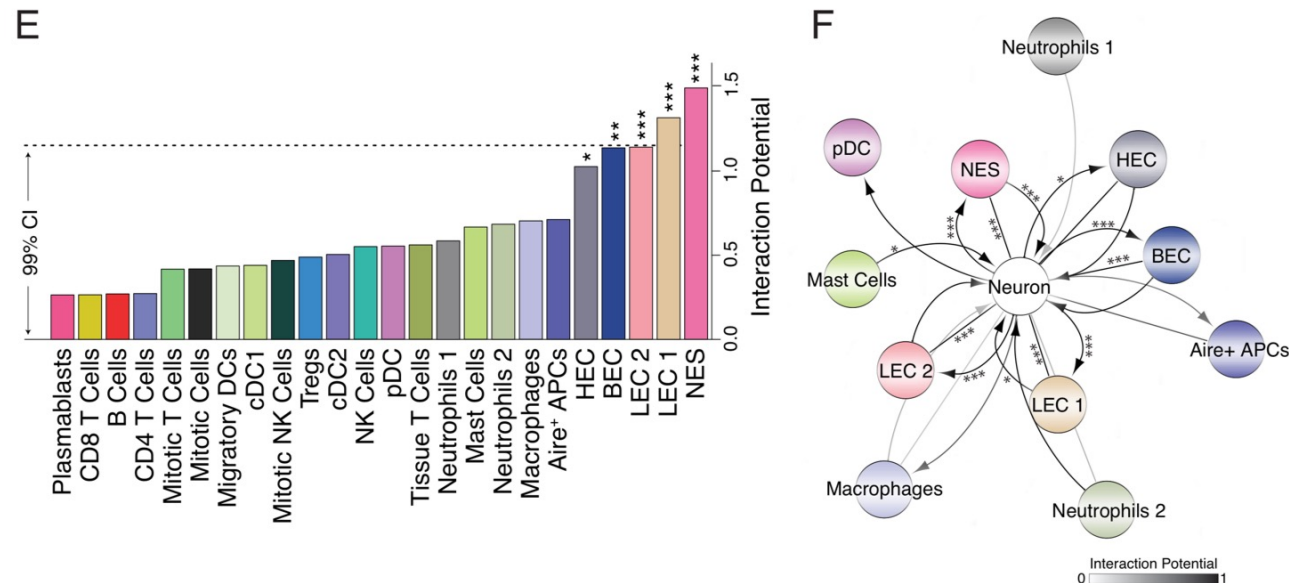 E
99% CI
Plasmablasts
CD8 T Cells
B Cells
CD4 T Cells
Mitotic T Cells
Mitotic Cells
Migratory DCs
cDC1
Mitotic NK Cells
Tregs
cDC2
NK Cells
pDC
Tissue T Cells
Neutrophils 1
Mast Cells
Neutrophils 2
Macrophages
Aire⁺ APCs
HEC
BEC
LEC 2
LEC 1
NES
*
**
***
***
***
0.0
0.5
1.0
1.5
Interaction Potential
F
Neutrophils 1
pDC
NES
HEC
*
***
***
***
***
BEC
***
*
Mast Cells
Neuron
Aire+ APCs
LEC 2
***
***
*
***
***
LEC 1
Macrophages
Neutrophils 2
Interaction Potential
0
1